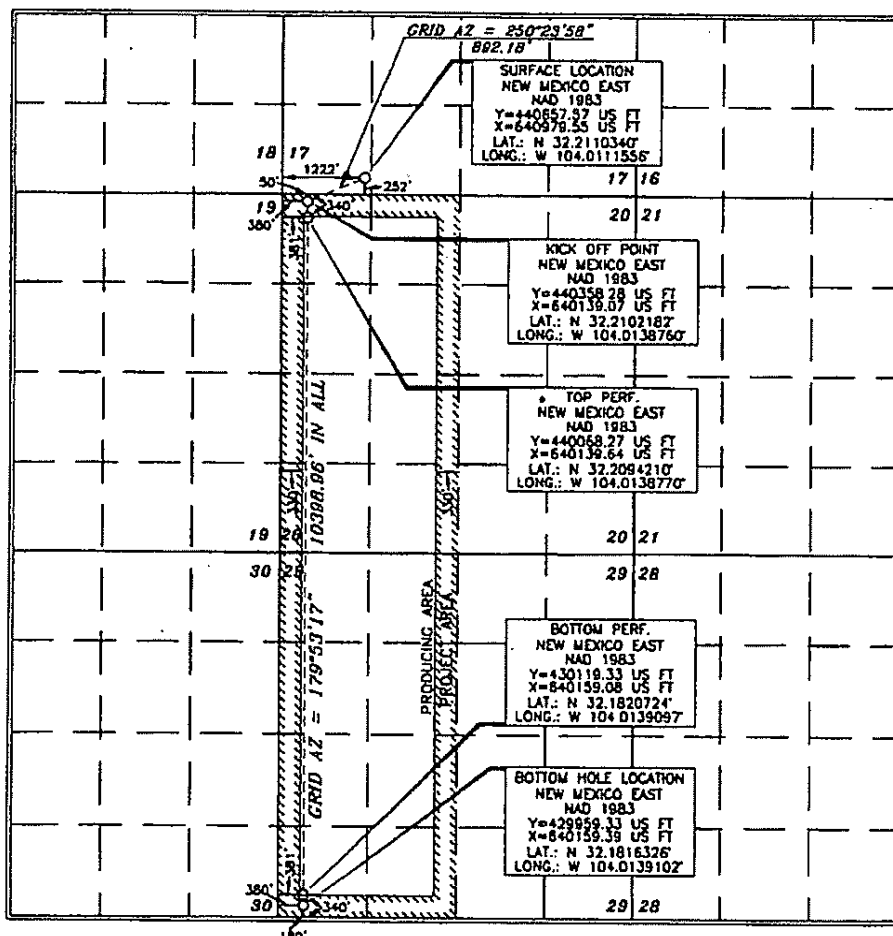 GRID AZ = 250°23'58"
892.18'
SURFACE LOCATION
NEW MEXICO EAST
NAD 1983
Y=440657.57 US FT
X=640979.55 US FT
LAT.: N 32.2110340°
LONG.: W 104.0111556°
18 17
1222'
17 16
50'
252'
19
340'
20 21
380'
381'
KICK OFF POINT
NEW MEXICO EAST
NAD 1983
Y=440358.28 US FT
X=640139.07 US FT
LAT.: N 32.2102182°
LONG.: W 104.0138760°
TOP PERF.
NEW MEXICO EAST
NAD 1983
Y=440068.27 US FT
X=640139.64 US FT
LAT.: N 32.2094210°
LONG.: W 104.0138770°
10398.96' IN ALL
330'
330'
19 20
20 21
30 29
29 28
GRID AZ = 179°53'17"
PRODUCING AREA
PROJECT AREA
BOTTOM PERF.
NEW MEXICO EAST
NAD 1983
Y=430119.33 US FT
X=640159.08 US FT
LAT.: N 32.1820724°
LONG.: W 104.0139097°
BOTTOM HOLE LOCATION
NEW MEXICO EAST
NAD 1983
Y=429959.33 US FT
X=640159.39 US FT
LAT.: N 32.1816326°
LONG.: W 104.0139102°
381'
380'
30
340'
29 28